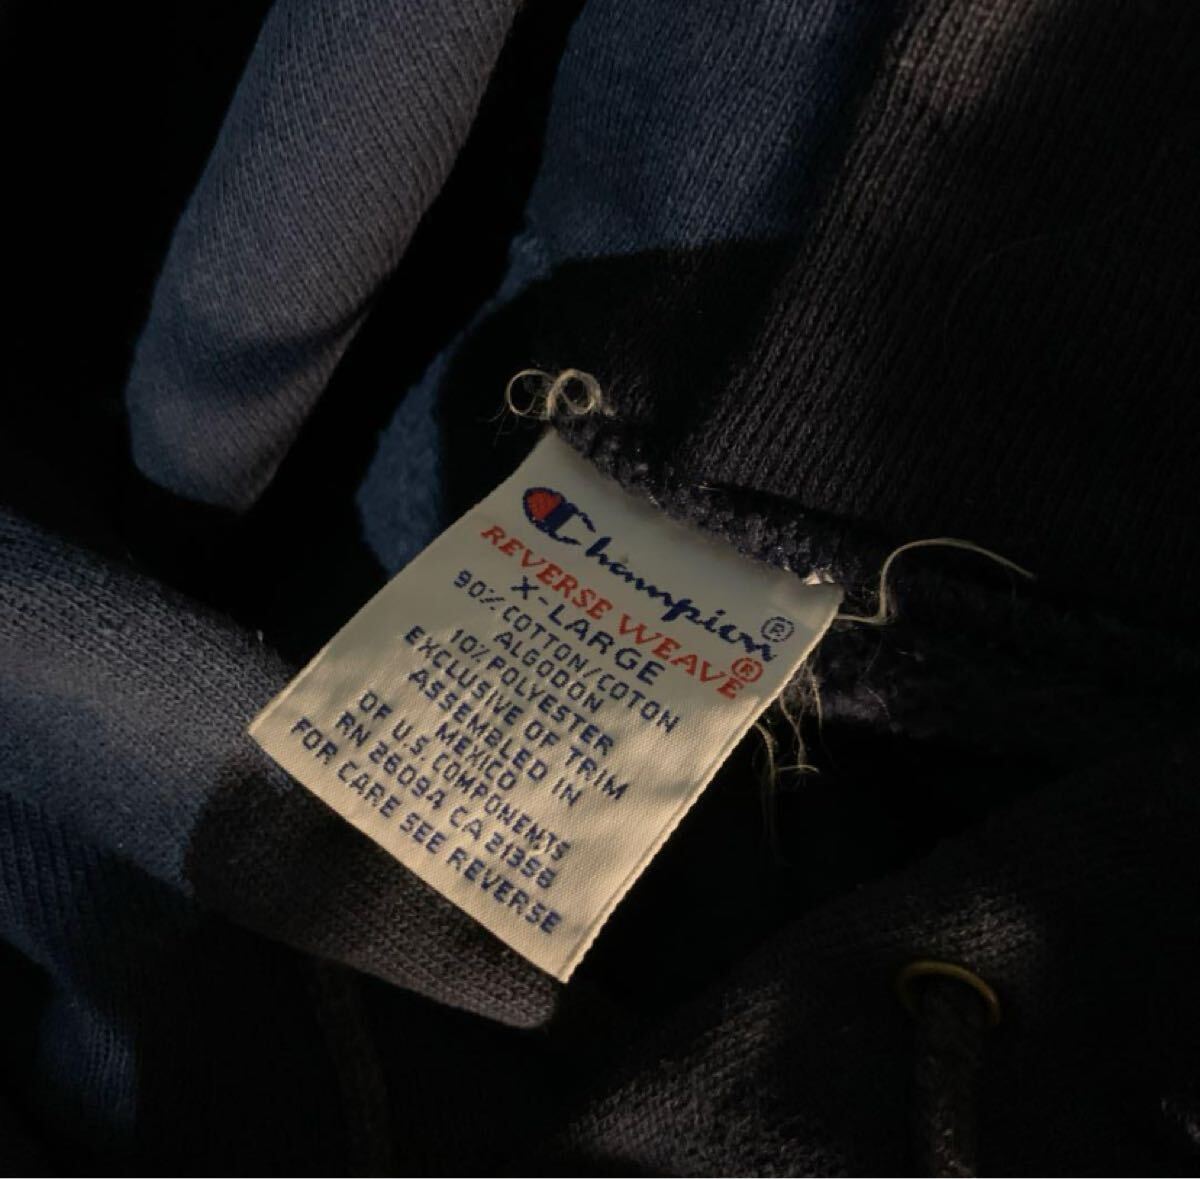 Champion®
REVERSE WEAVE®
X-LARGE
90% COTTON/COTON
ALGODON
10% POLYESTER
EXCLUSIVE OF TRIM
ASSEMBLED IN
MEXICO
OF U.S. COMPONENTS
RN 26094 CA 21358
FOR CARE SEE REVERSE